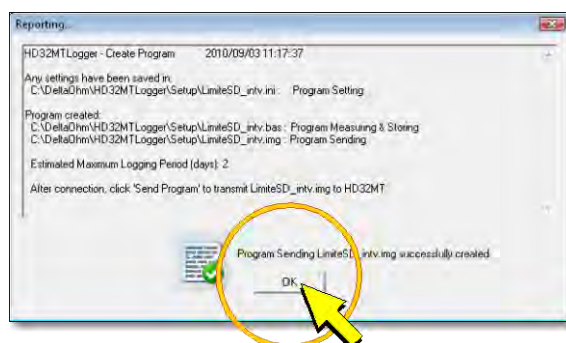 Reporting...
HD32MTLogger - Create Program 2010/09/03 11:17:37
Any settings have been saved in:
C:\DeltaOhm\HD32MTLogger\Setup\LimiteSD_intv.ini : Program Setting
Program created:
C:\DeltaOhm\HD32MTLogger\Setup\LimiteSD_intv.bas : Program Measuring & Storing
C:\DeltaOhm\HD32MTLogger\Setup\LimiteSD_intv.img : Program Sending
Estimated Maximum Logging Period (days): 2
After connection, click 'Send Program' to transmit LimiteSD_intv.img to HD32MT
Program Sending LimiteSD_intv.img successfully created.
OK